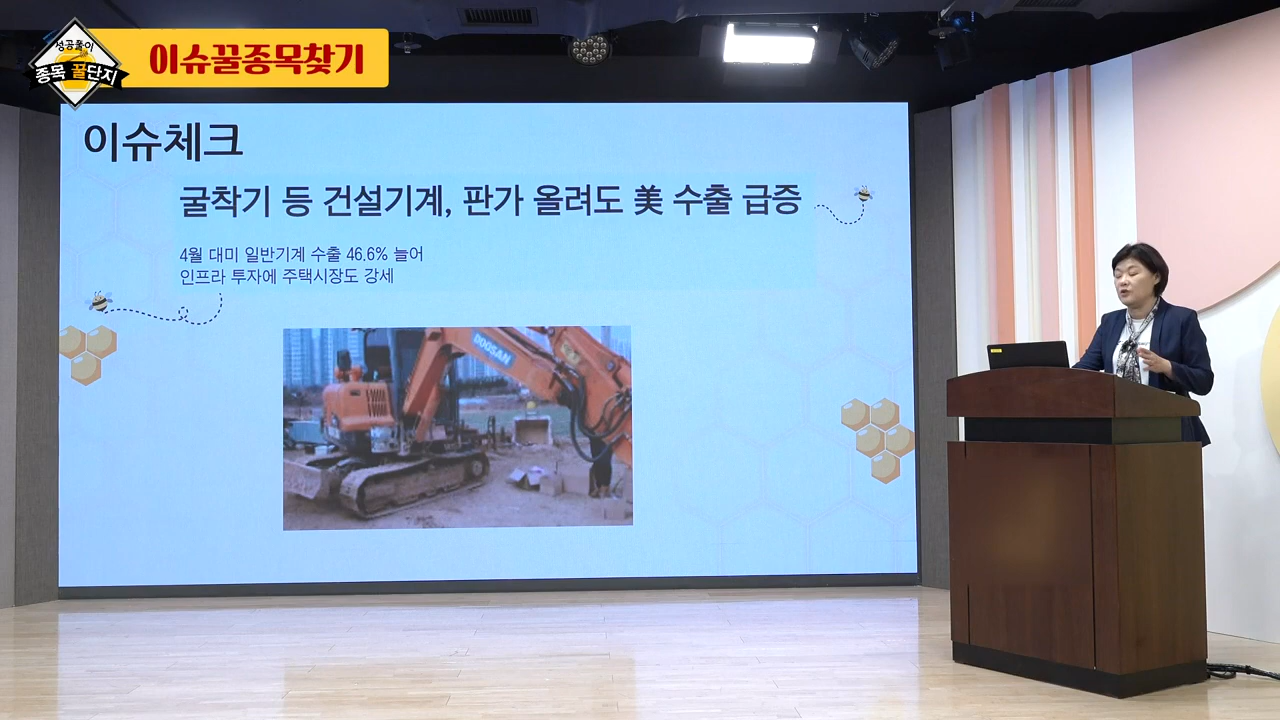 성공풀이
종목 꿀단지
이슈꿀종목찾기
이슈체크
굴착기 등 건설기계, 판가 올려도 美 수출 급증
4월 대미 일반기계 수출 46.6% 늘어
인프라 투자에 주택시장도 강세
DOOSAN